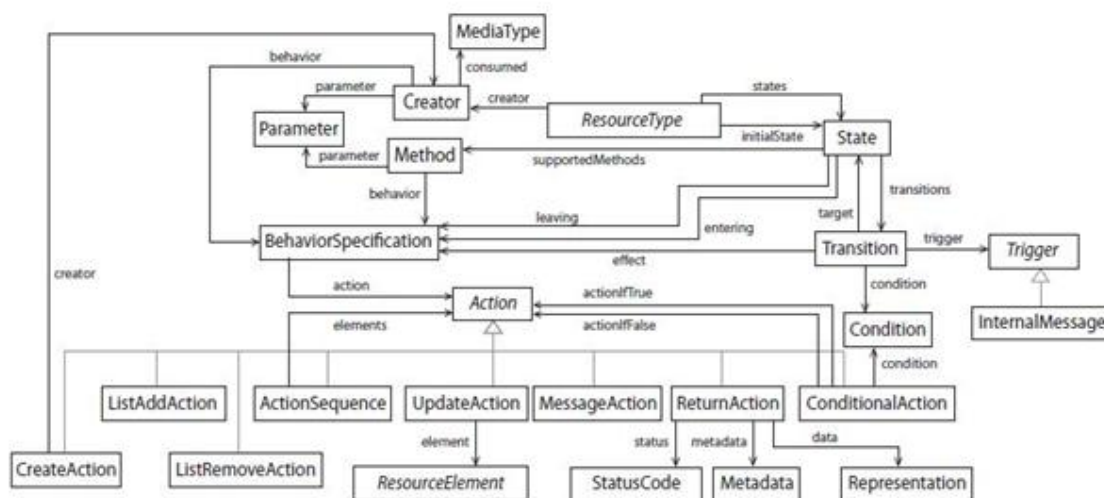 MediaType
behavior
consumed
parameter
Creator
creator
states
Parameter
ResourceType
initialState
State
parameter
Method
supportedMethods
behavior
transitions
leaving
target
entering
BehaviorSpecification
effect
Transition
trigger
Trigger
creator
action
Action
actionIfTrue
condition
elements
actionIfFalse
Condition
InternalMessage
condition
ListAddAction
ActionSequence
UpdateAction
MessageAction
ReturnAction
ConditionalAction
element
status
metadata
data
CreateAction
ListRemoveAction
ResourceElement
StatusCode
Metadata
Representation